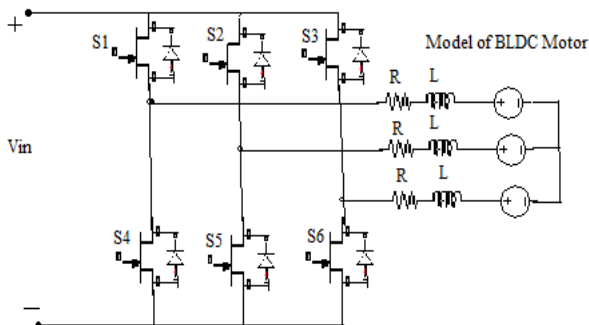 +
S1
S2
S3
Model of BLDC Motor
R
L
+
Vin
R
L
+
R
L
+
S4
S5
S6
−